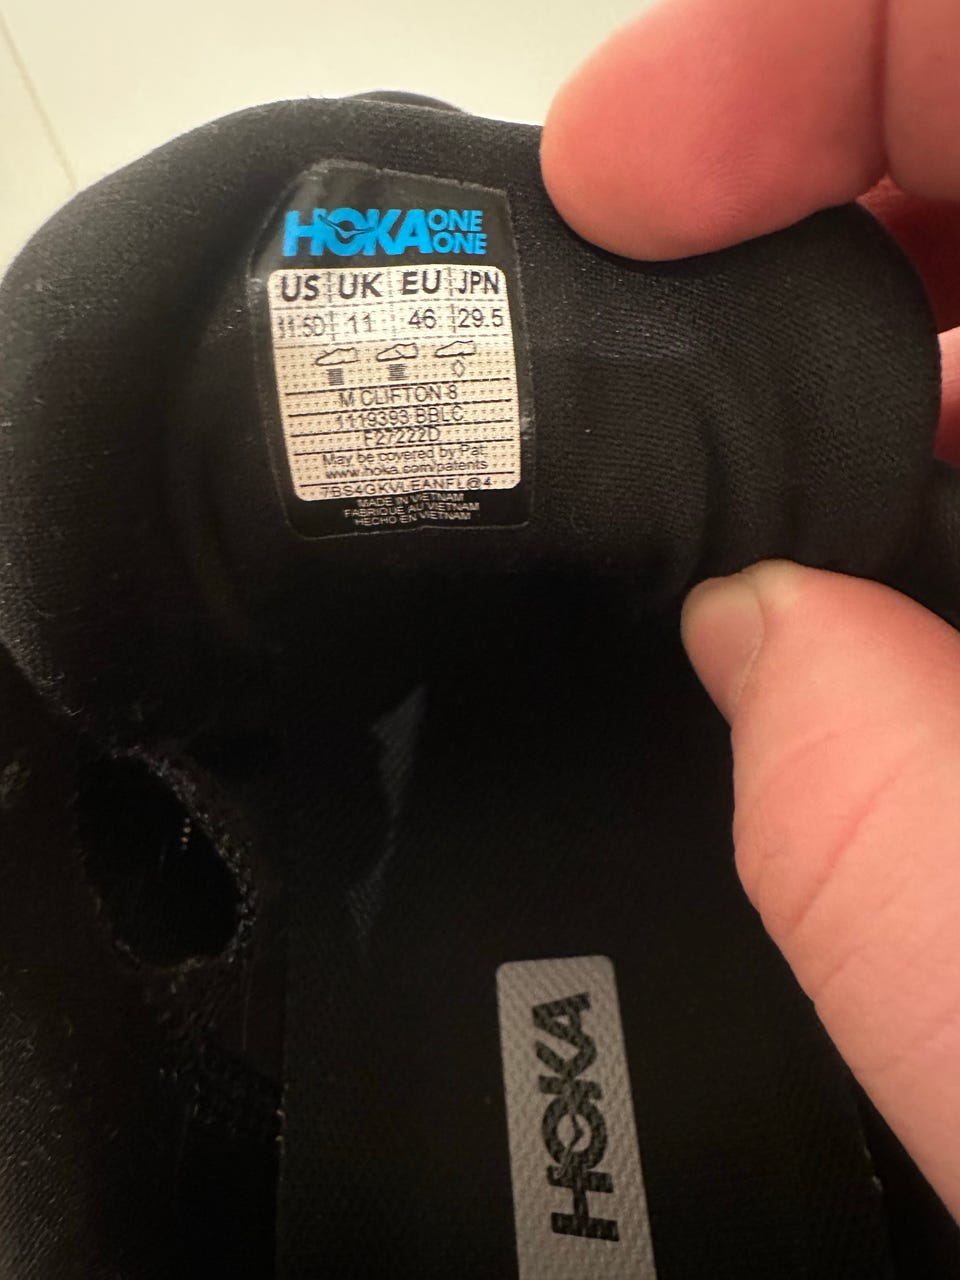 HOKA ONE ONE
US UK EU JPN
11.5D 11 46 29.5
M CLIFTON 8
1119393 BBLC
F27222D
May be covered by Pat.
www.hoka.com/patents
7BS4GKVLEANFL@4
MADE IN VIETNAM
FABRIQUÉ AU VIETNAM
HECHO EN VIETNAM
HOKA